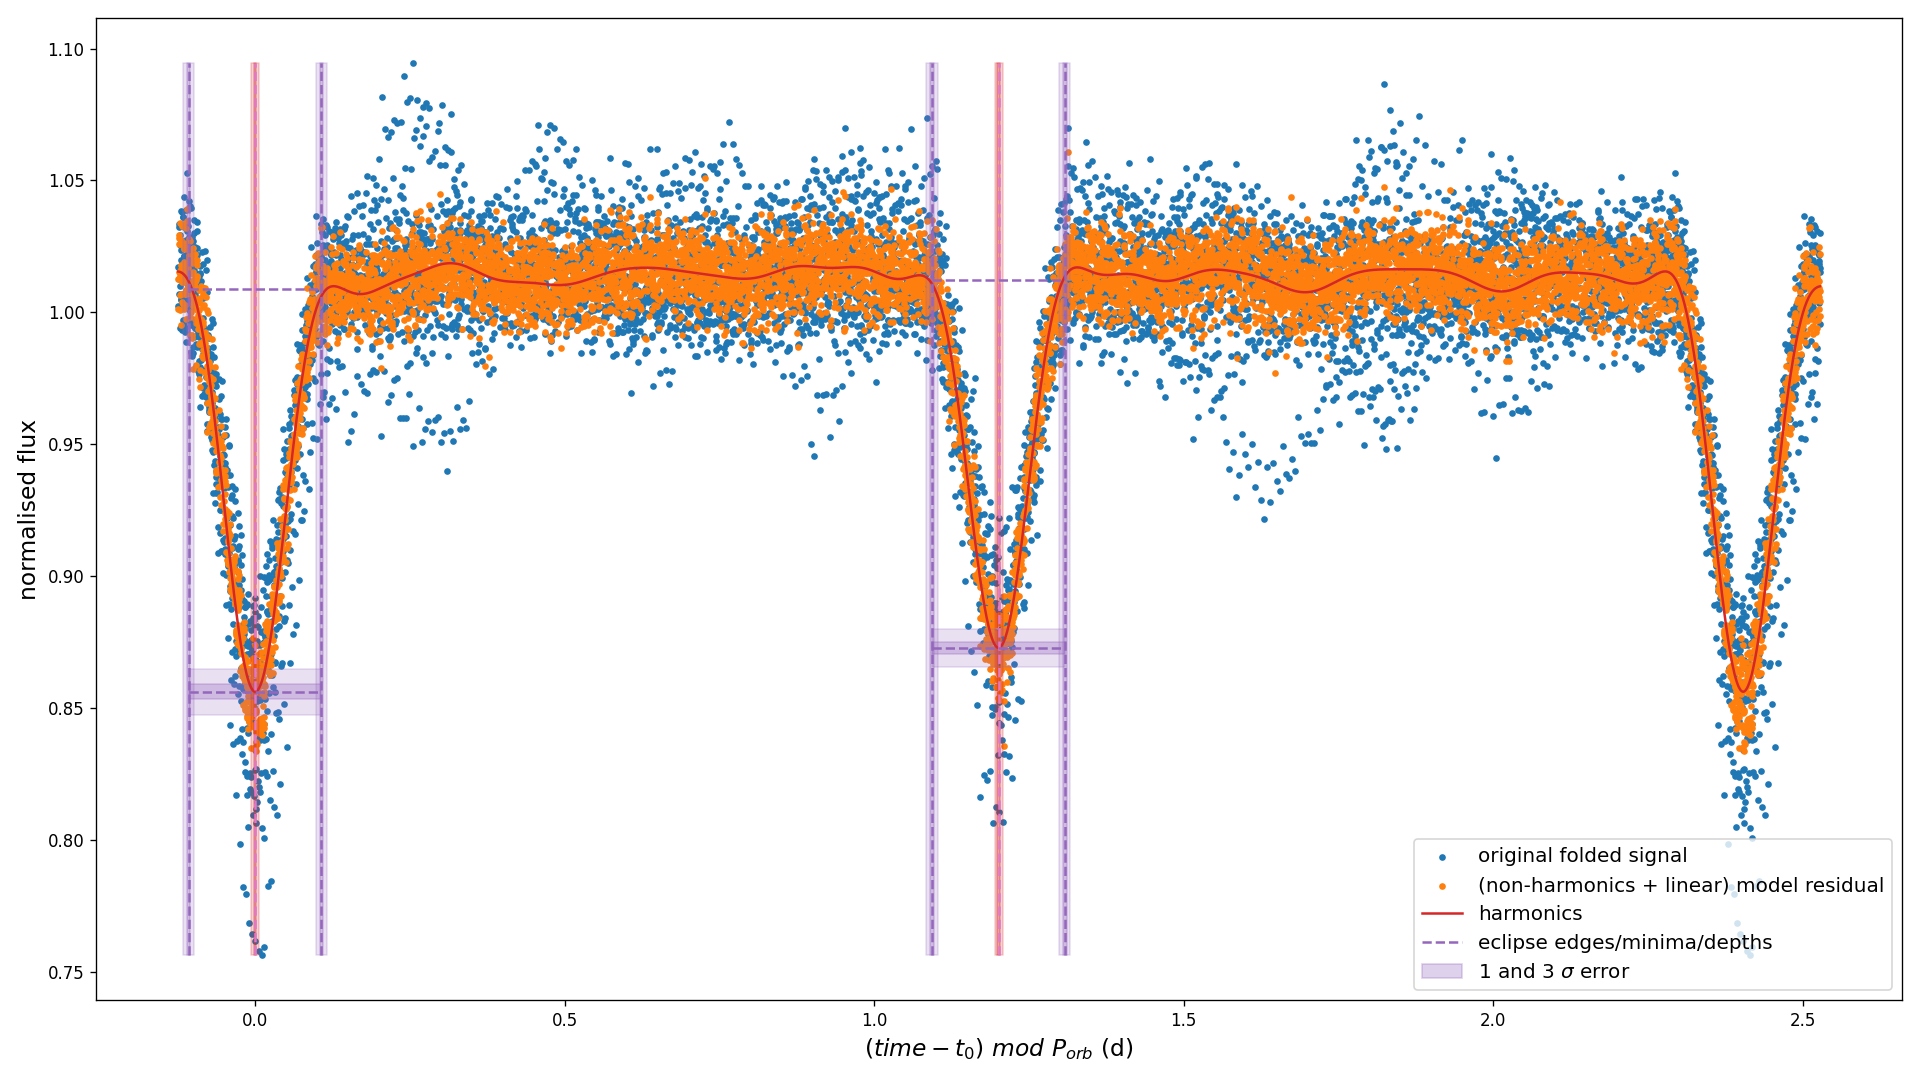 1.10
1.05
1.00
0.95
0.90
0.85
0.80
0.75
normalised flux
0.0 0.5 1.0 1.5 2.0 2.5
(time − t₀) mod Pₒᵣb (d)
original folded signal
(non-harmonics + linear) model residual
harmonics
eclipse edges/minima/depths
1 and 3 σ error